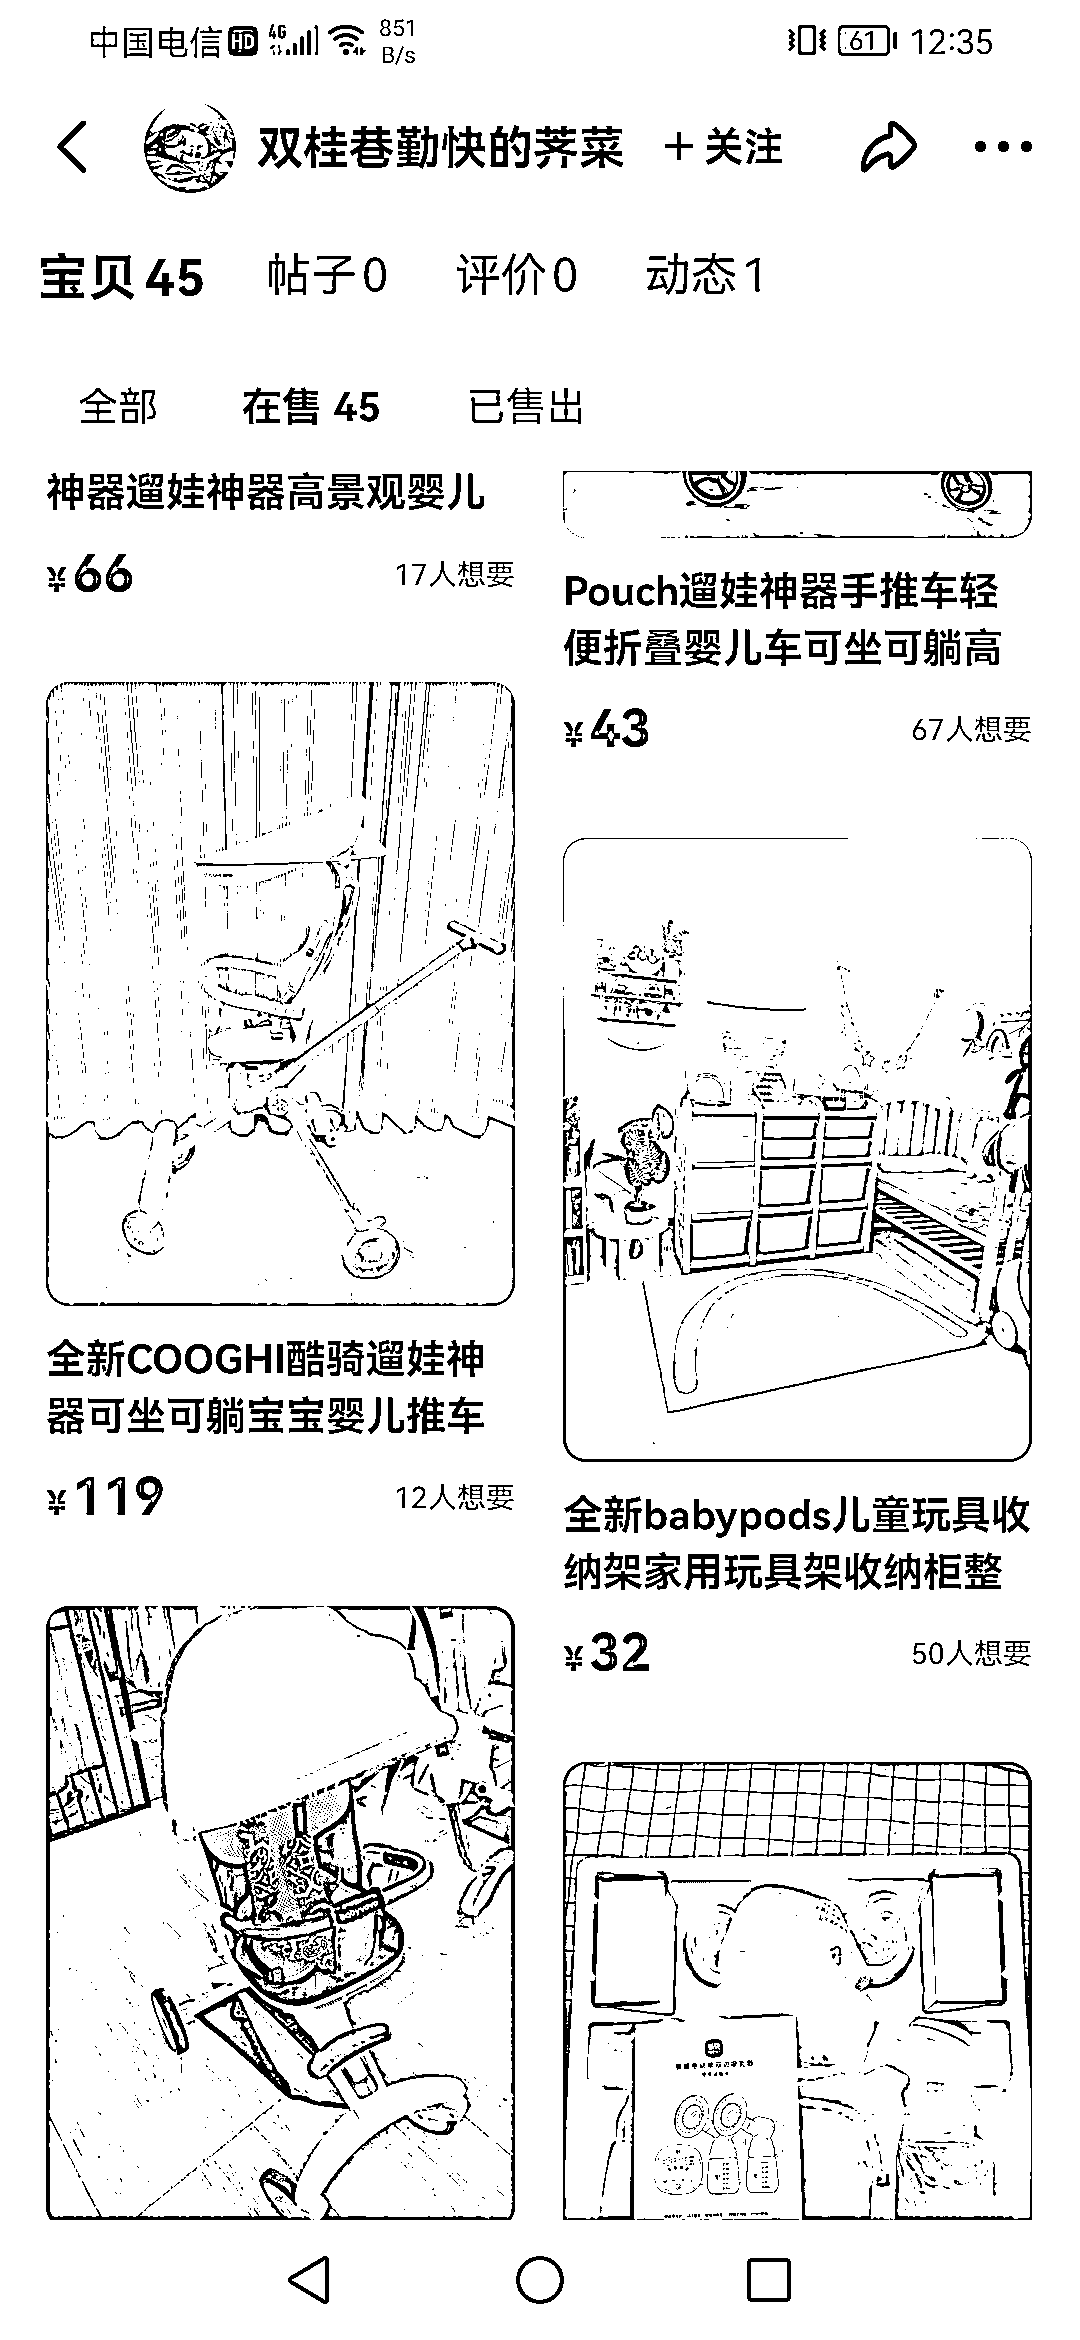 中国电信 HD 4G 851 B/s 61 12:35
双桂巷勤快的荠菜 +关注
宝贝45 帖子0 评价0 动态1
全部 在售 45 已售出
神器遛娃神器高景观婴儿
¥66 17人想要
Pouch遛娃神器手推车轻
便折叠婴儿车可坐可躺高
¥43 67人想要
全新COOGHI酷骑遛娃神
器可坐可躺宝宝婴儿推车
¥119 12人想要
全新babypods儿童玩具收
纳架家用玩具架收纳柜整
¥32 50人想要